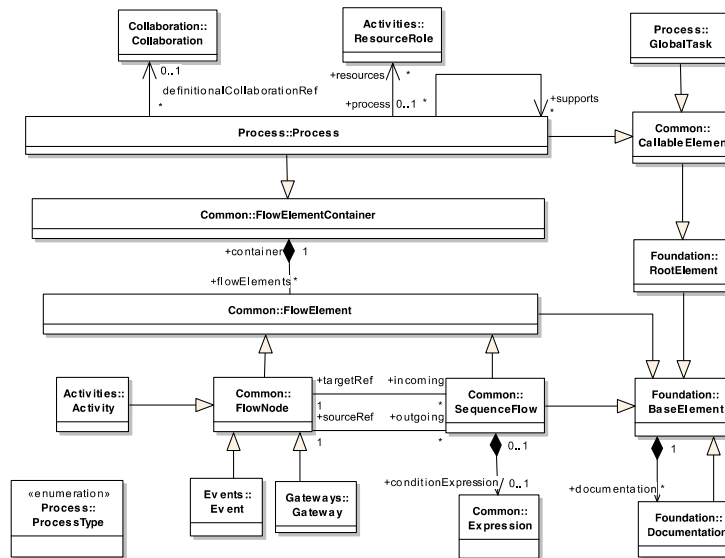 Collaboration::
Collaboration
Activities::
ResourceRole
Process::
GlobalTask
0..1
definitionalCollaborationRef
*
+resources *
+process 0..1 *
+supports
*
Process::Process
Common::
CallableElement
Common::FlowElementContainer
+container 1
+flowElements *
Foundation::
RootElement
Common::FlowElement
Activities::
Activity
Common::
FlowNode
+targetRef +incoming
1 *
+sourceRef +outgoing
1 *
Common::
SequenceFlow
Foundation::
BaseElement
0..1
1
+conditionExpression 0..1
+documentation *
«enumeration»
Process::
ProcessType
Events::
Event
Gateways::
Gateway
Common::
Expression
Foundation::
Documentation